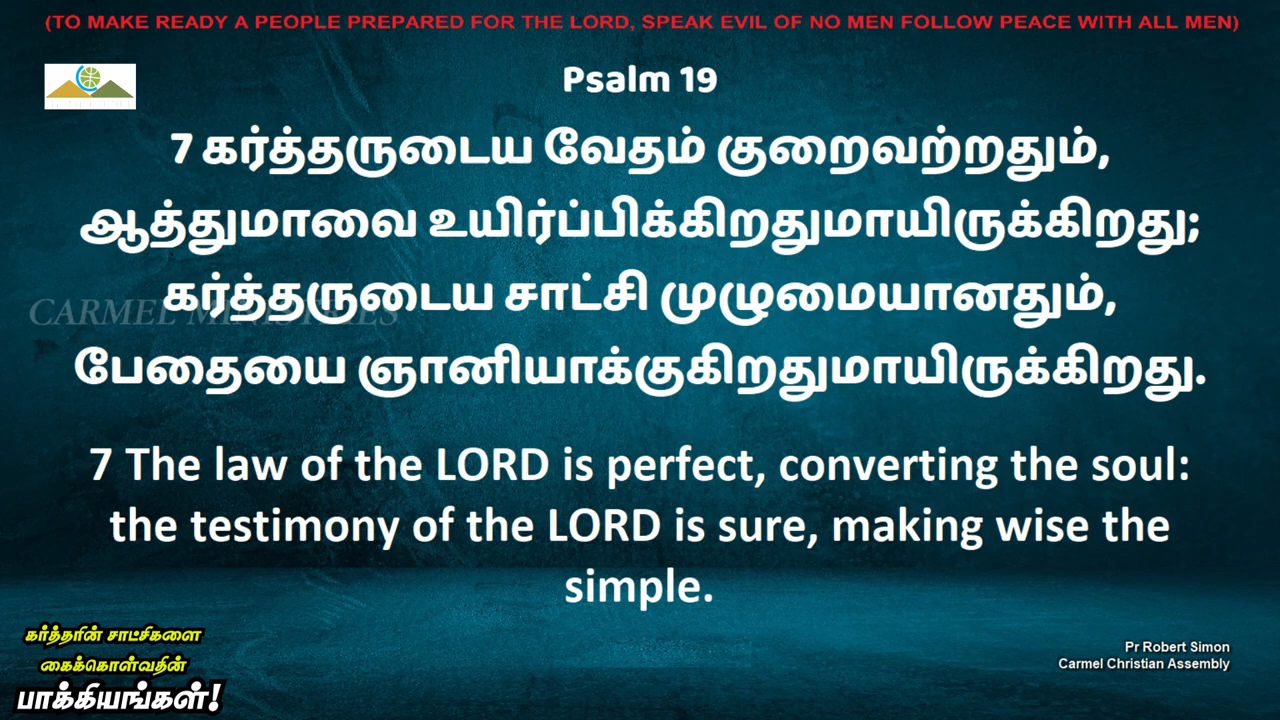 (TO MAKE READY A PEOPLE PREPARED FOR THE LORD, SPEAK EVIL OF NO MEN FOLLOW PEACE WITH ALL MEN)
Psalm 19
7 கர்த்தருடைய வேதம் குறைவற்றதும்,
ஆத்துமாவை உயிர்ப்பிக்கிறதுமாயிருக்கிறது;
கர்த்தருடைய சாட்சி முழுமையானதும்,
CARMEL MINISTRIES
பேதையை ஞானியாக்குகிறதுமாயிருக்கிறது.
7 The law of the LORD is perfect, converting the soul:
the testimony of the LORD is sure, making wise the
simple.
கர்த்தரின் சாட்சிகளை
கைக்கொள்வதின்
பாக்கியங்கள்!
Pr Robert Simon
Carmel Christian Assembly